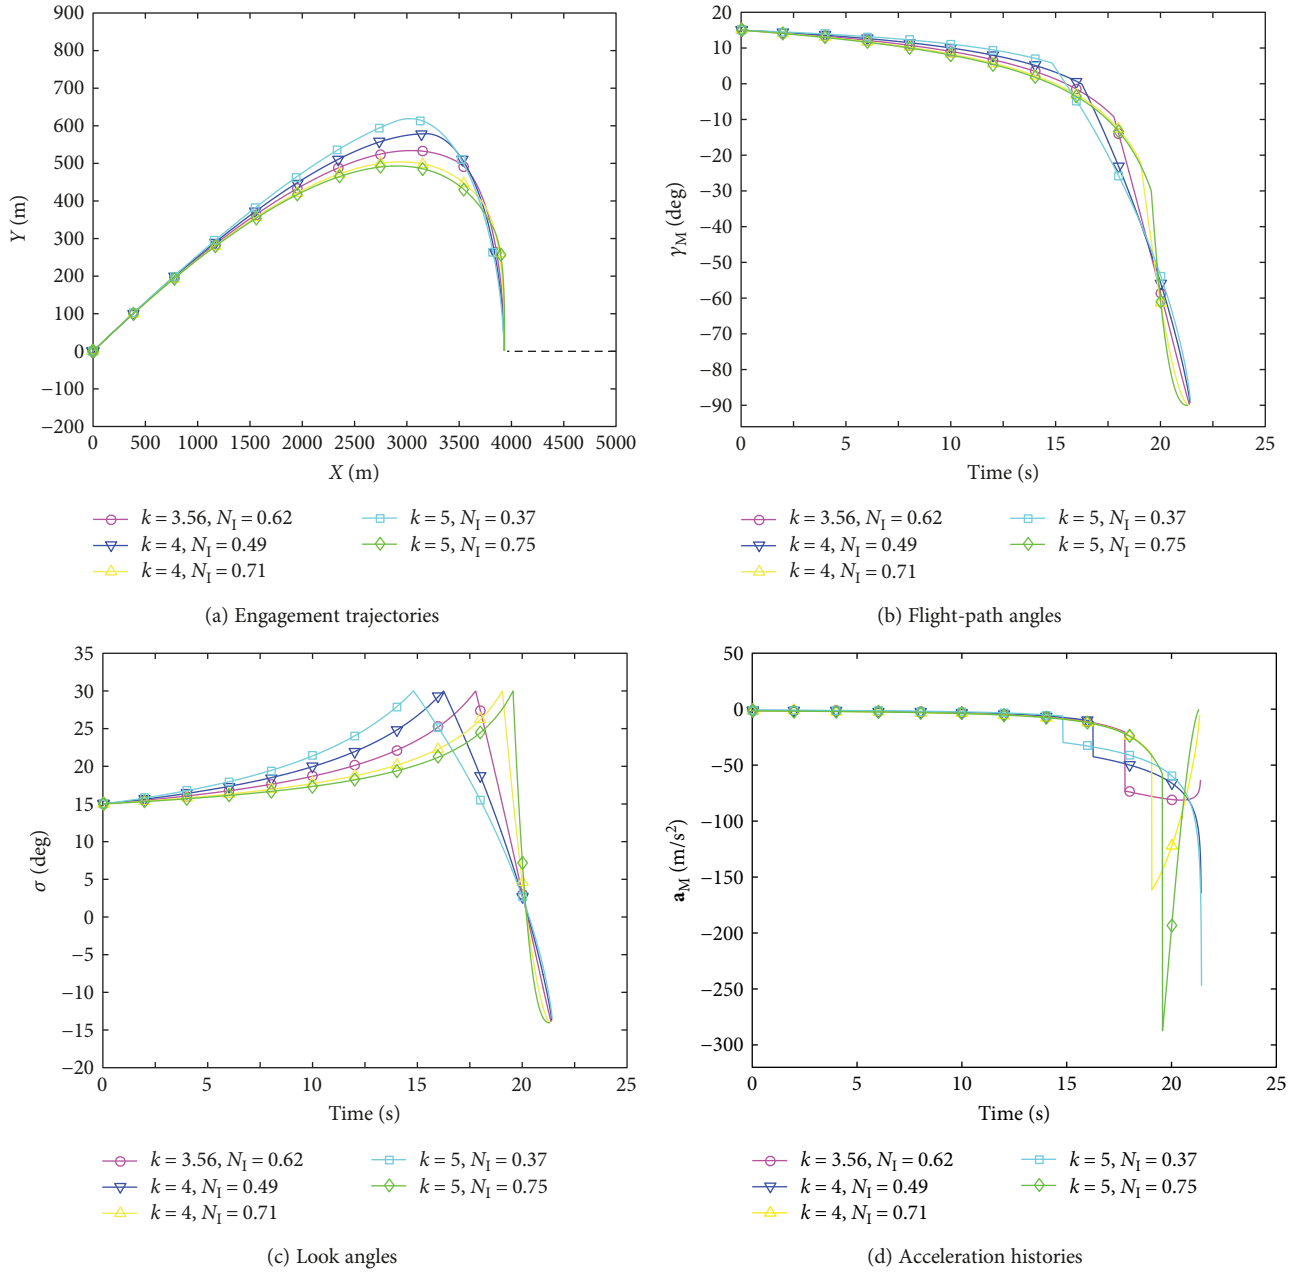 900
800
700
600
500
400
300
200
100
0
−100
−200
Y (m)
0 500 1000 1500 2000 2500 3000 3500 4000 4500 5000
X (m)
k = 3.56, N_I = 0.62
k = 4, N_I = 0.49
k = 4, N_I = 0.71
k = 5, N_I = 0.37
k = 5, N_I = 0.75
(a) Engagement trajectories
20
10
0
−10
−20
−30
−40
−50
−60
−70
−80
−90
γ_M (deg)
0 5 10 15 20 25
Time (s)
k = 3.56, N_I = 0.62
k = 4, N_I = 0.49
k = 4, N_I = 0.71
k = 5, N_I = 0.37
k = 5, N_I = 0.75
(b) Flight-path angles
35
30
25
20
15
10
5
0
−5
−10
−15
−20
σ (deg)
0 5 10 15 20 25
Time (s)
k = 3.56, N_I = 0.62
k = 4, N_I = 0.49
k = 4, N_I = 0.71
k = 5, N_I = 0.37
k = 5, N_I = 0.75
(c) Look angles
50
0
−50
−100
−150
−200
−250
−300
a_M (m/s²)
0 5 10 15 20 25
Time (s)
k = 3.56, N_I = 0.62
k = 4, N_I = 0.49
k = 4, N_I = 0.71
k = 5, N_I = 0.37
k = 5, N_I = 0.75
(d) Acceleration histories